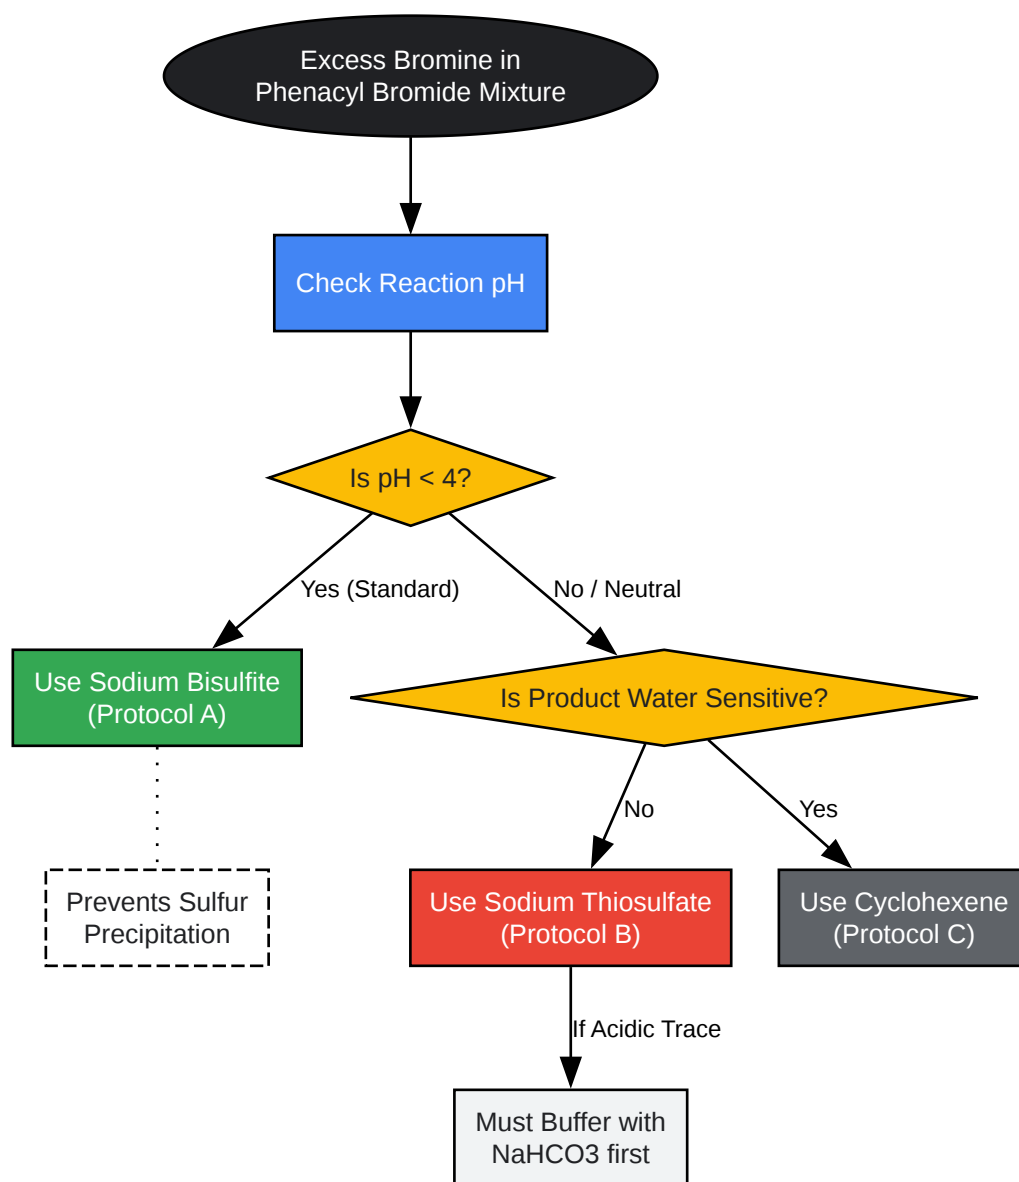 Excess Bromine in
Phenacyl Bromide Mixture
Check Reaction pH
Is pH < 4?
Yes (Standard)
No / Neutral
Use Sodium Bisulfite
(Protocol A)
Is Product Water Sensitive?
No
Yes
Prevents Sulfur
Precipitation
Use Sodium Thiosulfate
(Protocol B)
Use Cyclohexene
(Protocol C)
If Acidic Trace
Must Buffer with
NaHCO3 first